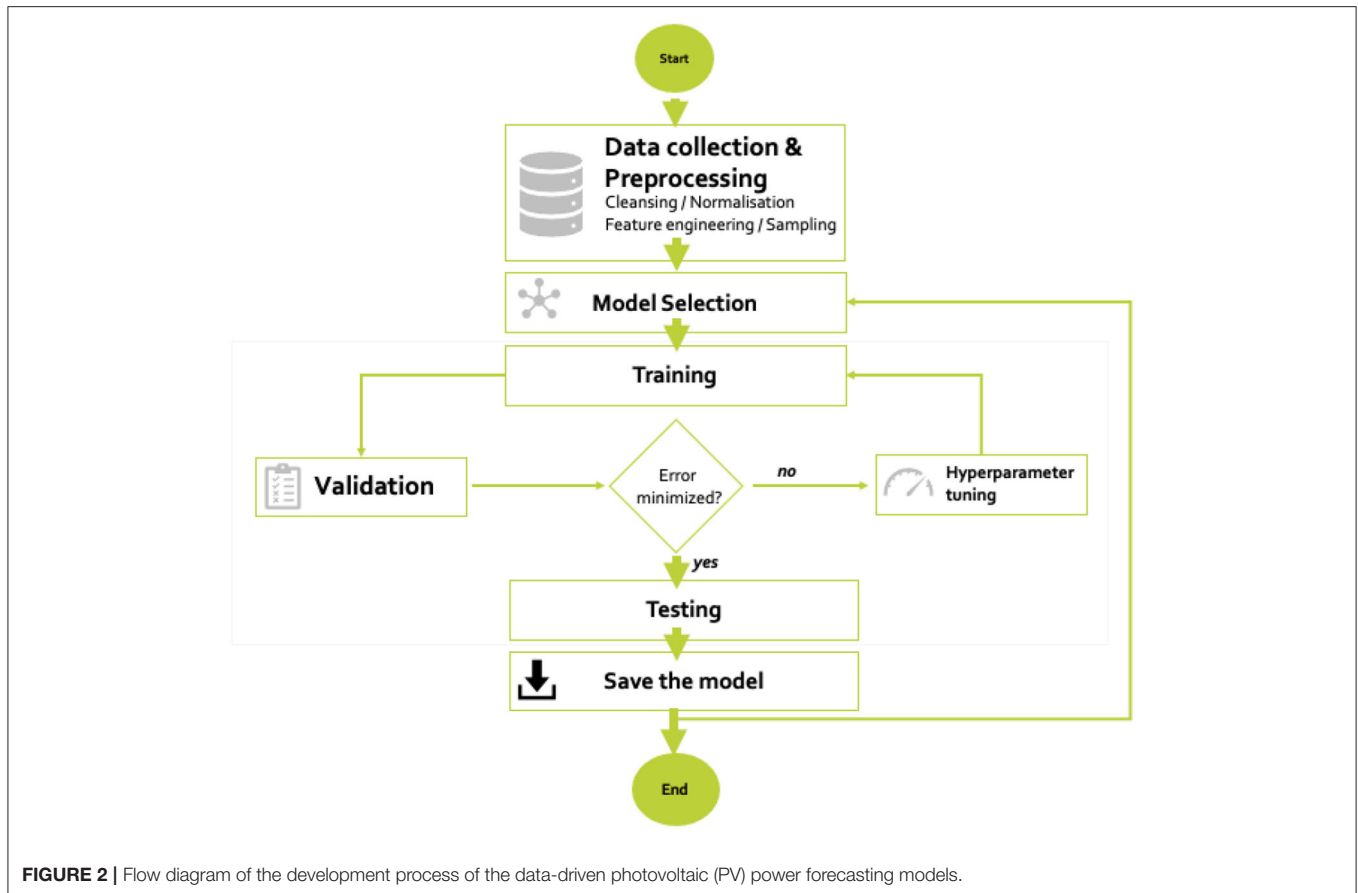 Start
Data collection &
Preprocessing
Cleansing / Normalisation
Feature engineering / Sampling
Model Selection
Training
Validation
Error
minimized?
no
Hyperparameter
tuning
yes
Testing
Save the model
End
FIGURE 2 | Flow diagram of the development process of the data-driven photovoltaic (PV) power forecasting models.